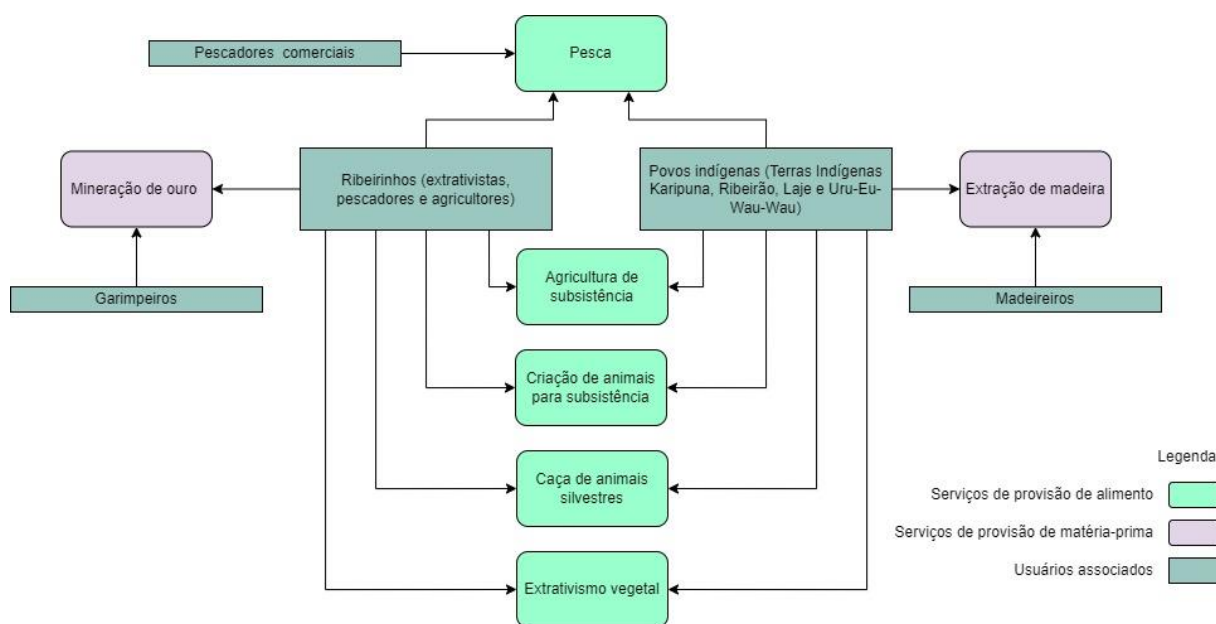 Pesca
Pescadores comerciais
Ribeirinhos (extrativistas,
pescadores e agricultores)
Povos indígenas (Terras Indígenas
Karipuna, Ribeirão, Laje e Uru-Eu-
Wau-Wau)
Mineração de ouro
Extração de madeira
Agricultura de
subsistência
Garimpeiros
Madeireiros
Criação de animais
para subsistência
Caça de animais
silvestres
Extrativismo vegetal
Legenda
Serviços de provisão de alimento
Serviços de provisão de matéria-prima
Usuários associados